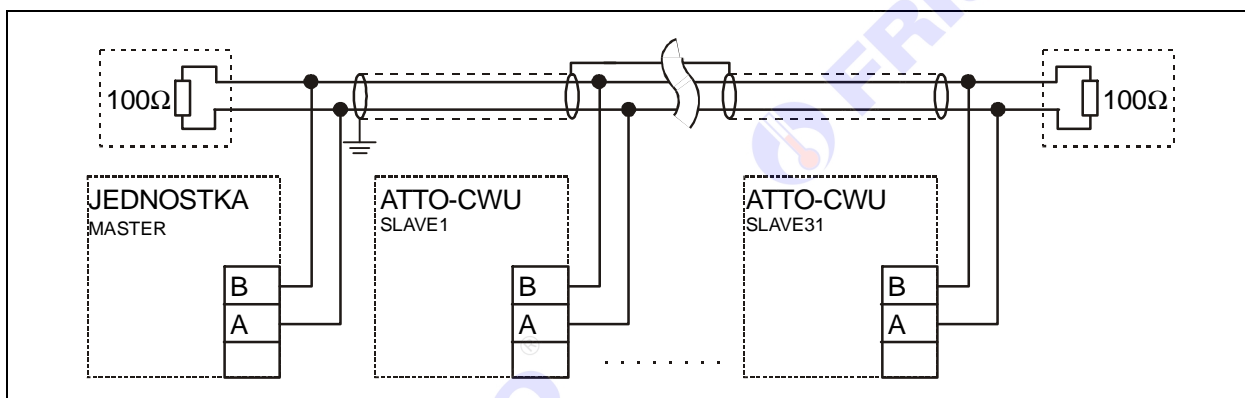 100Ω
100Ω
JEDNOSTKA
MASTER
B
A
ATTO-CWU
SLAVE1
B
A
. . . . . . . .
ATTO-CWU
SLAVE31
B
A
®